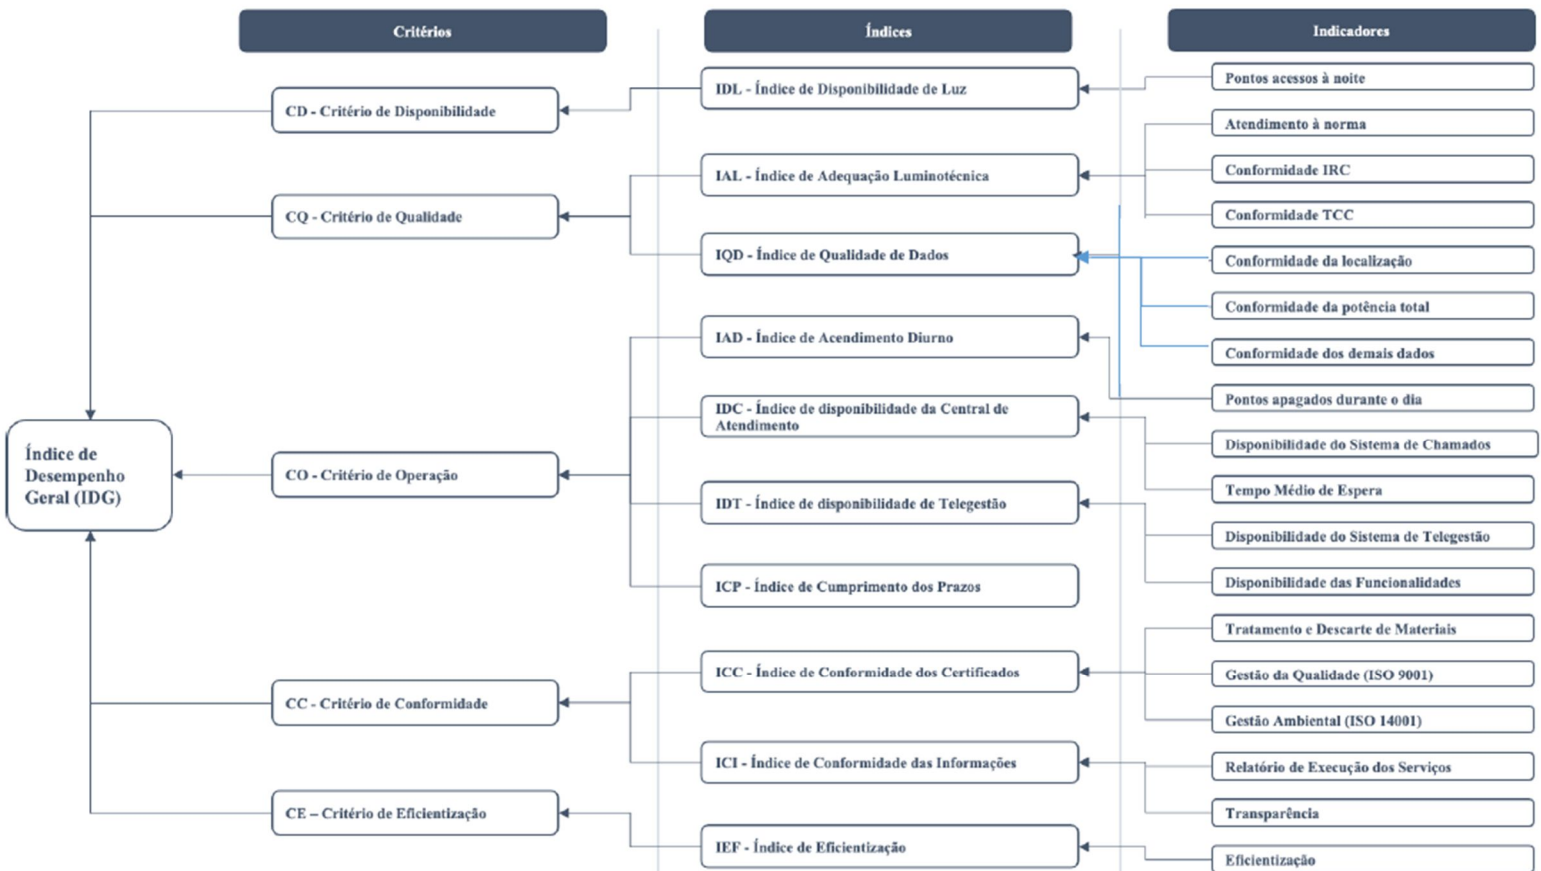 Critérios
Índices
Indicadores
Índice de
Desempenho
Geral (IDG)
CD - Critério de Disponibilidade
CQ - Critério de Qualidade
CO - Critério de Operação
CC - Critério de Conformidade
CE – Critério de Eficientização
IDL - Índice de Disponibilidade de Luz
IAL - Índice de Adequação Luminotécnica
IQD - Índice de Qualidade de Dados
IAD - Índice de Acendimento Diurno
IDC - Índice de disponibilidade da Central de
Atendimento
IDT - Índice de disponibilidade de Telegestão
ICP - Índice de Cumprimento dos Prazos
ICC - Índice de Conformidade dos Certificados
ICI - Índice de Conformidade das Informações
IEF - Índice de Eficientização
Pontos acessos à noite
Atendimento à norma
Conformidade IRC
Conformidade TCC
Conformidade da localização
Conformidade da potência total
Conformidade dos demais dados
Pontos apagados durante o dia
Disponibilidade do Sistema de Chamados
Tempo Médio de Espera
Disponibilidade do Sistema de Telegestão
Disponibilidade das Funcionalidades
Tratamento e Descarte de Materiais
Gestão da Qualidade (ISO 9001)
Gestão Ambiental (ISO 14001)
Relatório de Execução dos Serviços
Transparência
Eficientização